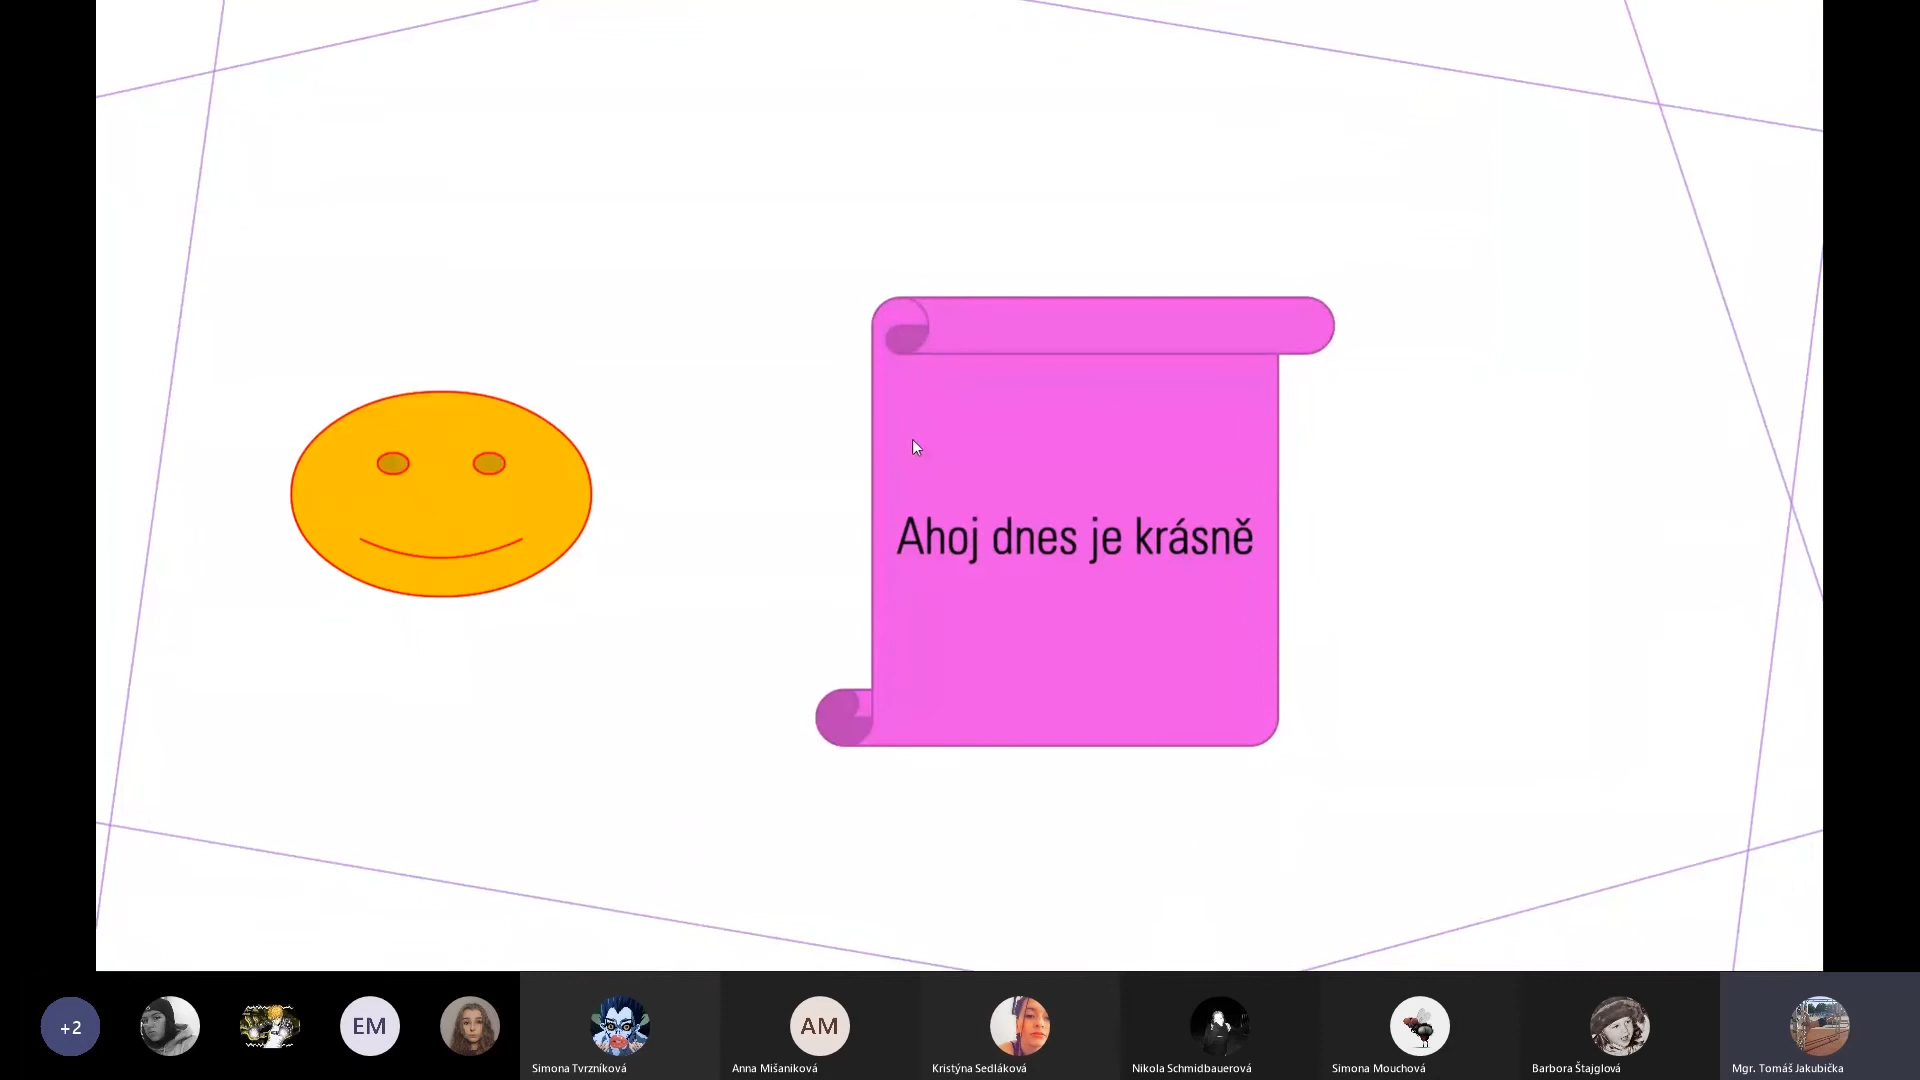 Ahoj dnes je krásně
+2
EM
AM
Simona Tvrzníková
Anna Mišaniková
Kristýna Sedláková
Nikola Schmidbauerová
Simona Mouchová
Barbora Štajglová
Mgr. Tomáš Jakubička